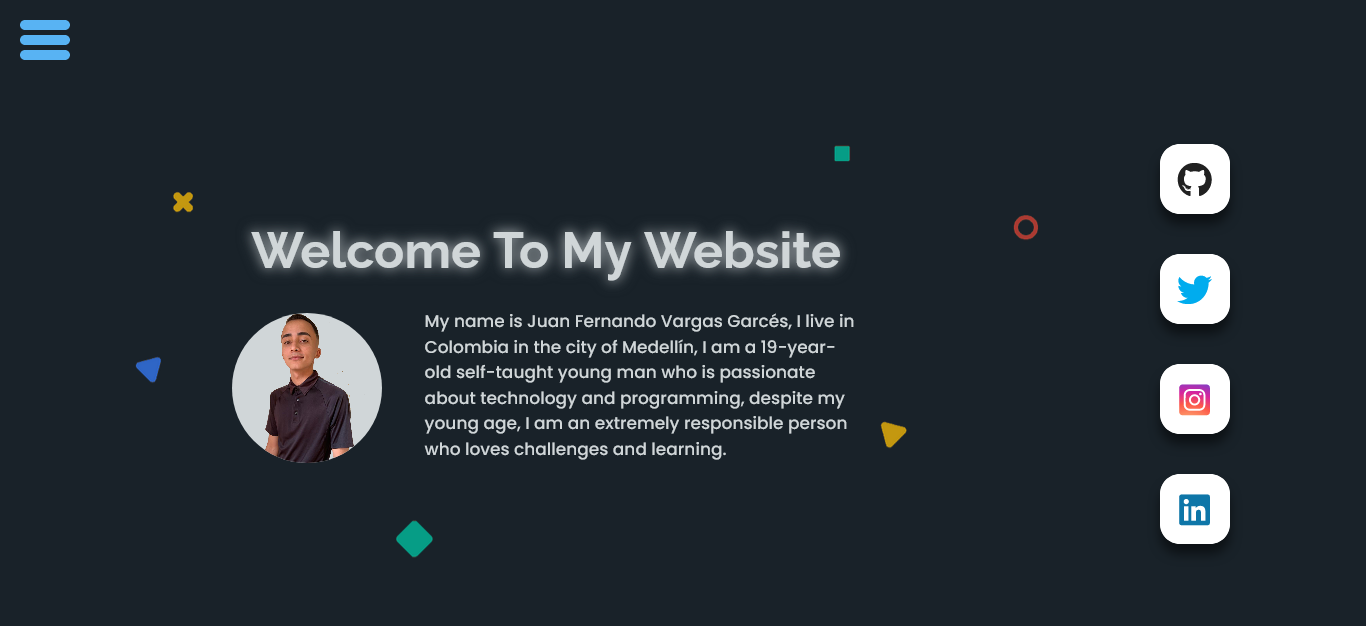 Welcome To My Website
My name is Juan Fernando Vargas Garcés, I live in
Colombia in the city of Medellín, I am a 19-year-
old self-taught young man who is passionate
about technology and programming, despite my
young age, I am an extremely responsible person
who loves challenges and learning.
in